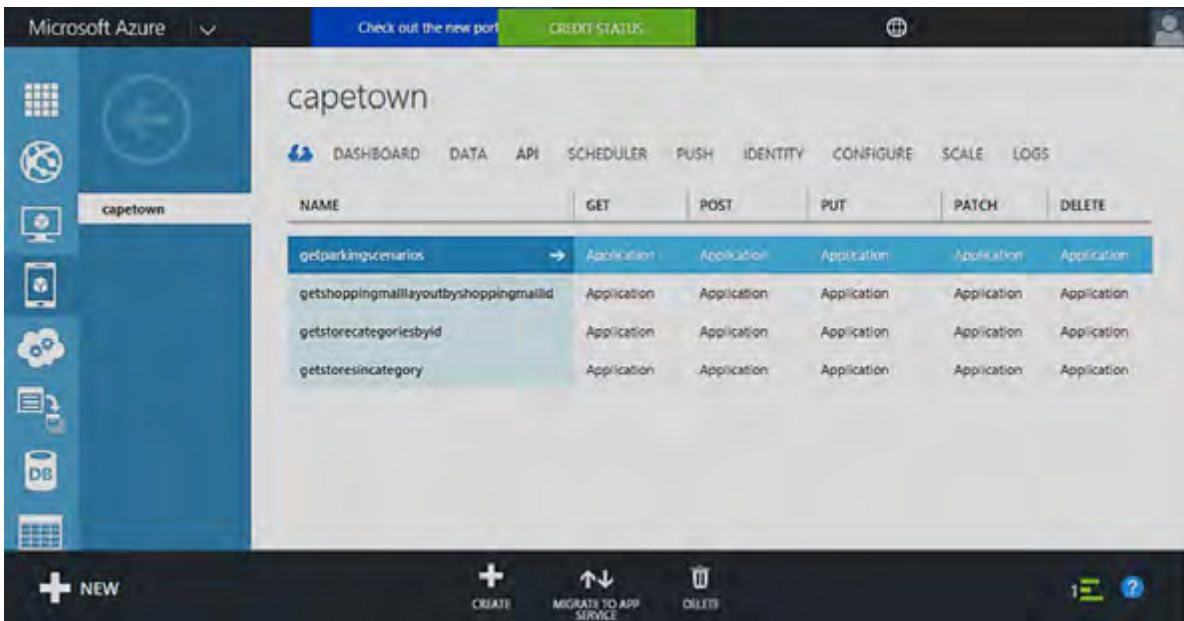 Microsoft Azure
Check out the new port
CREDIT STATUS
capetown
DASHBOARD DATA API SCHEDULER PUSH IDENTITY CONFIGURE SCALE LOGS
capetown
NAME GET POST PUT PATCH DELETE
getparkingscenarios Application Application Application Application Application
getshoppingmalllayoutbyshoppingmallid Application Application Application Application Application
getstorecategoriesbyid Application Application Application Application Application
getstoresincategory Application Application Application Application Application
DB
NEW
CREATE
MIGRATE TO APP
SERVICE
DELETE
1
?